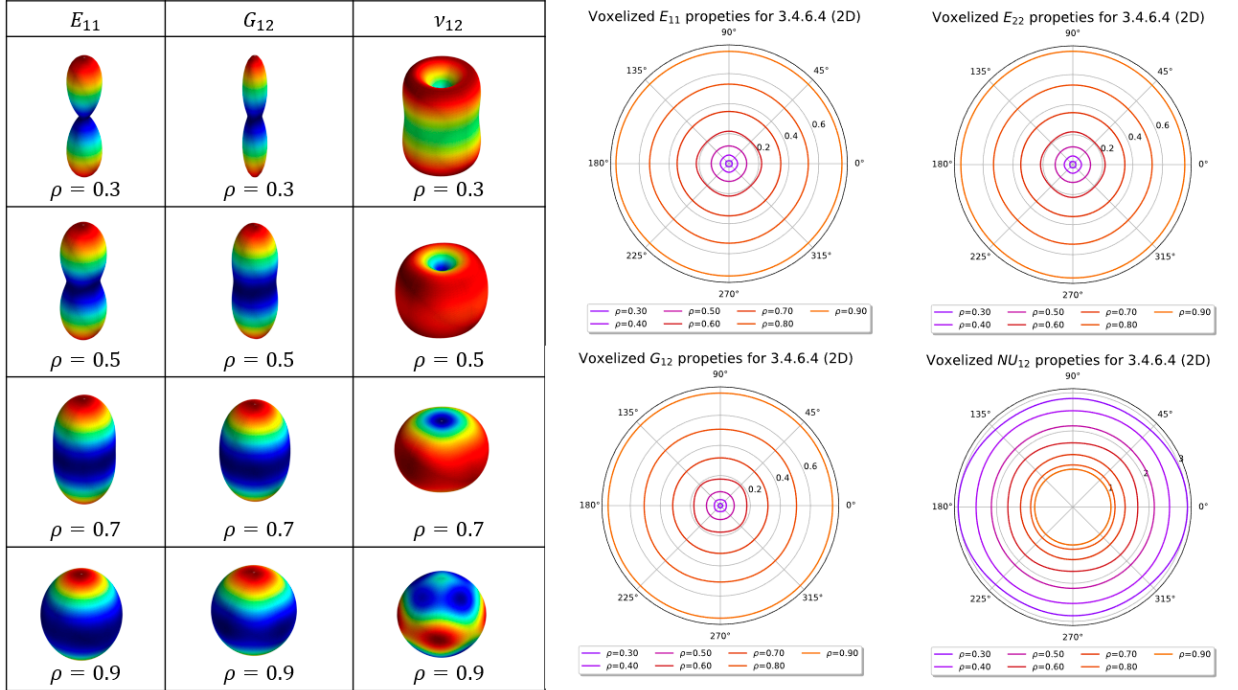 E₁₁ G₁₂ ν₁₂
ρ = 0.3 ρ = 0.3 ρ = 0.3
ρ = 0.5 ρ = 0.5 ρ = 0.5
ρ = 0.7 ρ = 0.7 ρ = 0.7
ρ = 0.9 ρ = 0.9 ρ = 0.9
Voxelized E₁₁ propeties for 3.4.6.4 (2D)
90°
135° 45°
0.6
0.4
0.2
180° 0°
225° 315°
270°
ρ=0.30 ρ=0.50 ρ=0.70 ρ=0.90
ρ=0.40 ρ=0.60 ρ=0.80
Voxelized E₂₂ propeties for 3.4.6.4 (2D)
90°
135° 45°
0.6
0.4
0.2
180° 0°
225° 315°
270°
ρ=0.30 ρ=0.50 ρ=0.70 ρ=0.90
ρ=0.40 ρ=0.60 ρ=0.80
Voxelized G₁₂ propeties for 3.4.6.4 (2D)
90°
135° 45°
0.6
0.4
0.2
180° 0°
225° 315°
270°
ρ=0.30 ρ=0.50 ρ=0.70 ρ=0.90
ρ=0.40 ρ=0.60 ρ=0.80
Voxelized NU₁₂ propeties for 3.4.6.4 (2D)
90°
135° 45°
3
2
1
180° 0°
225° 315°
270°
ρ=0.30 ρ=0.50 ρ=0.70 ρ=0.90
ρ=0.40 ρ=0.60 ρ=0.80